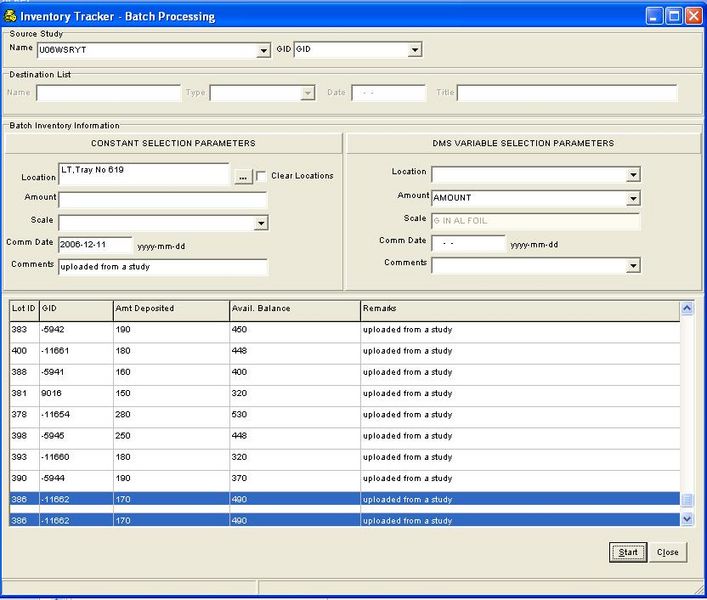 Inventory Tracker - Batch Processing
Source Study
Name U06WSRYT GID GID
Destination List
Name Type Date - - Title
Batch Inventory Information
CONSTANT SELECTION PARAMETERS DMS VARIABLE SELECTION PARAMETERS
Location LT,Tray No 619 ... Clear Locations Location
Amount Amount AMOUNT
Scale Scale G IN AL FOIL
Comm Date 2006-12-11 yyyy-mm-dd Comm Date - - yyyy-mm-dd
Comments uploaded from a study Comments
Lot ID GID Amt Deposited Avail. Balance Remarks
383 -5942 190 450 uploaded from a study
400 -11661 180 448 uploaded from a study
388 -5941 160 400 uploaded from a study
381 9016 150 320 uploaded from a study
378 -11654 280 530 uploaded from a study
398 -5945 250 448 uploaded from a study
393 -11660 180 320 uploaded from a study
390 -5944 190 370 uploaded from a study
386 -11662 170 490 uploaded from a study
386 -11662 170 490 uploaded from a study
Start Close